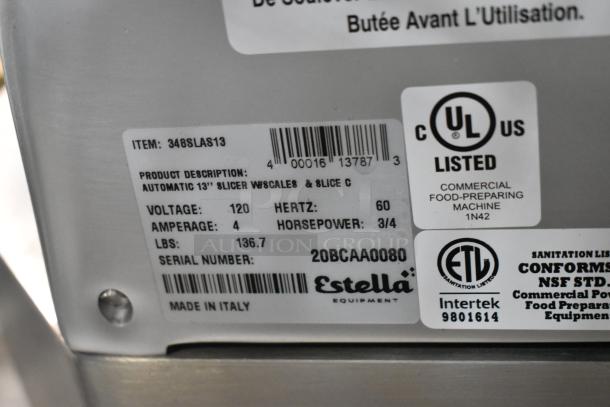 Butée Avant L'Utilisation.
ITEM: 348SLAS13
4 00016 13787 3
PRODUCT DESCRIPTION:
AUTOMATIC 13'' SLICER W/SCALES & SLICE C
VOLTAGE: 120 HERTZ: 60
AMPERAGE: 4 HORSEPOWER: 3/4
LBS: 136.7
SERIAL NUMBER: 20BCAA0080
Estella
EQUIPMENT
MADE IN ITALY
C UL US
LISTED
COMMERCIAL
FOOD-PREPARING
MACHINE
1N42
ETL
SANITATION LISTED
Intertek
9801614
SANITATION LIS
CONFORMS
NSF STD.
Commercial Po
Food Prepara
Equipmen
AUCTION GROUP